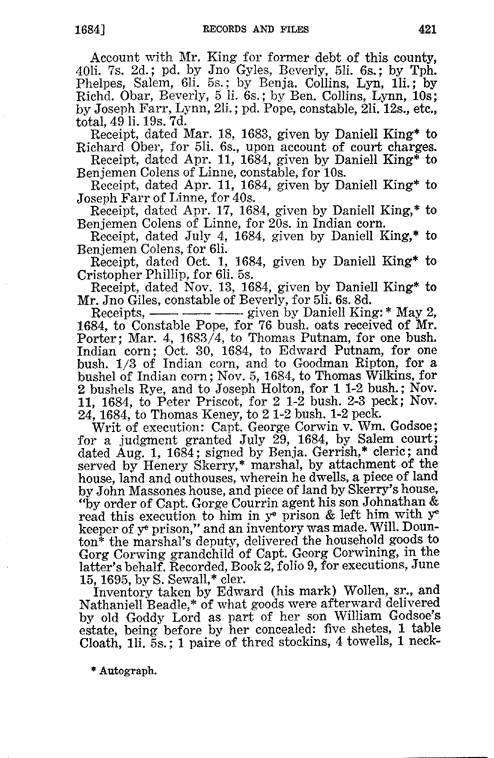 1684] RECORDS AND FILES 421
Account with Mr. King for former debt of this county,
40li. 7s. 2d.; pd. by Jno Gyles, Beverly, 5li. 6s.; by Tph.
Phelpes, Salem, 6li. 5s.; by Benja. Collins, Lyn, 1li.; by
Richd. Obar, Beverly, 5 li. 6s.; by Ben. Collins, Lynn, 10s;
by Joseph Farr, Lynn, 2li.; pd. Pope, constable, 2li. 12s., etc.,
total, 49 li. 19s. 7d.
Receipt, dated Mar. 18, 1683, given by Daniell King* to
Richard Ober, for 5li. 6s., upon account of court charges.
Receipt, dated Apr. 11, 1684, given by Daniell King* to
Benjemen Colens of Linne, constable, for 10s.
Receipt, dated Apr. 11, 1684, given by Daniell King* to
Joseph Farr of Linne, for 40s.
Receipt, dated Apr. 17, 1684, given by Daniell King,* to
Benjemen Colens of Linne, for 20s. in Indian corn.
Receipt, dated July 4, 1684, given by Daniell King,* to
Benjemen Colens, for 6li.
Receipt, dated Oct. 1, 1684, given by Daniell King* to
Cristopher Phillip, for 6li. 5s.
Receipt, dated Nov. 13, 1684, given by Daniell King* to
Mr. Jno Giles, constable of Beverly, for 5li. 6s. 8d.
Receipts, — — — given by Daniell King:* May 2,
1684, to Constable Pope, for 76 bush. oats received of Mr.
Porter; Mar. 4, 1683/4, to Thomas Putnam, for one bush.
Indian corn; Oct. 30, 1684, to Edward Putnam, for one
bush. 1/3 of Indian corn, and to Goodman Ripton, for a
bushel of Indian corn; Nov. 5, 1684, to Thomas Wilkins, for
2 bushels Rye, and to Joseph Holton, for 1 1-2 bush.; Nov.
11, 1684, to Peter Priscot, for 2 1-2 bush. 2-3 peck; Nov.
24, 1684, to Thomas Keney, to 2 1-2 bush. 1-2 peck.
Writ of execution: Capt. George Corwin v. Wm. Godsoe;
for a judgment granted July 29, 1684, by Salem court;
dated Aug. 1, 1684; signed by Benja. Gerrish,* cleric; and
served by Henery Skerry,* marshal, by attachment of the
house, land and outhouses, wherein he dwells, a piece of land
by John Massones house, and piece of land by Skerry's house,
"by order of Capt. Gorge Courrin agent his son Johnathan &
read this execution to him in yᵉ prison & left him with yᵉ
keeper of yᵉ prison," and an inventory was made. Will. Doun-
ton* the marshal's deputy, delivered the household goods to
Gorg Corwing grandchild of Capt. Georg Corwining, in the
latter's behalf. Recorded, Book 2, folio 9, for executions, June
15, 1695, by S. Sewall,* cler.
Inventory taken by Edward (his mark) Wollen, sr., and
Nathaniell Beadle,* of what goods were afterward delivered
by old Goddy Lord as part of her son William Godsoe's
estate, being before by her concealed: five shetes, 1 table
Cloath, 1li. 5s.; 1 paire of thred stockins, 4 towells, 1 neck-
* Autograph.